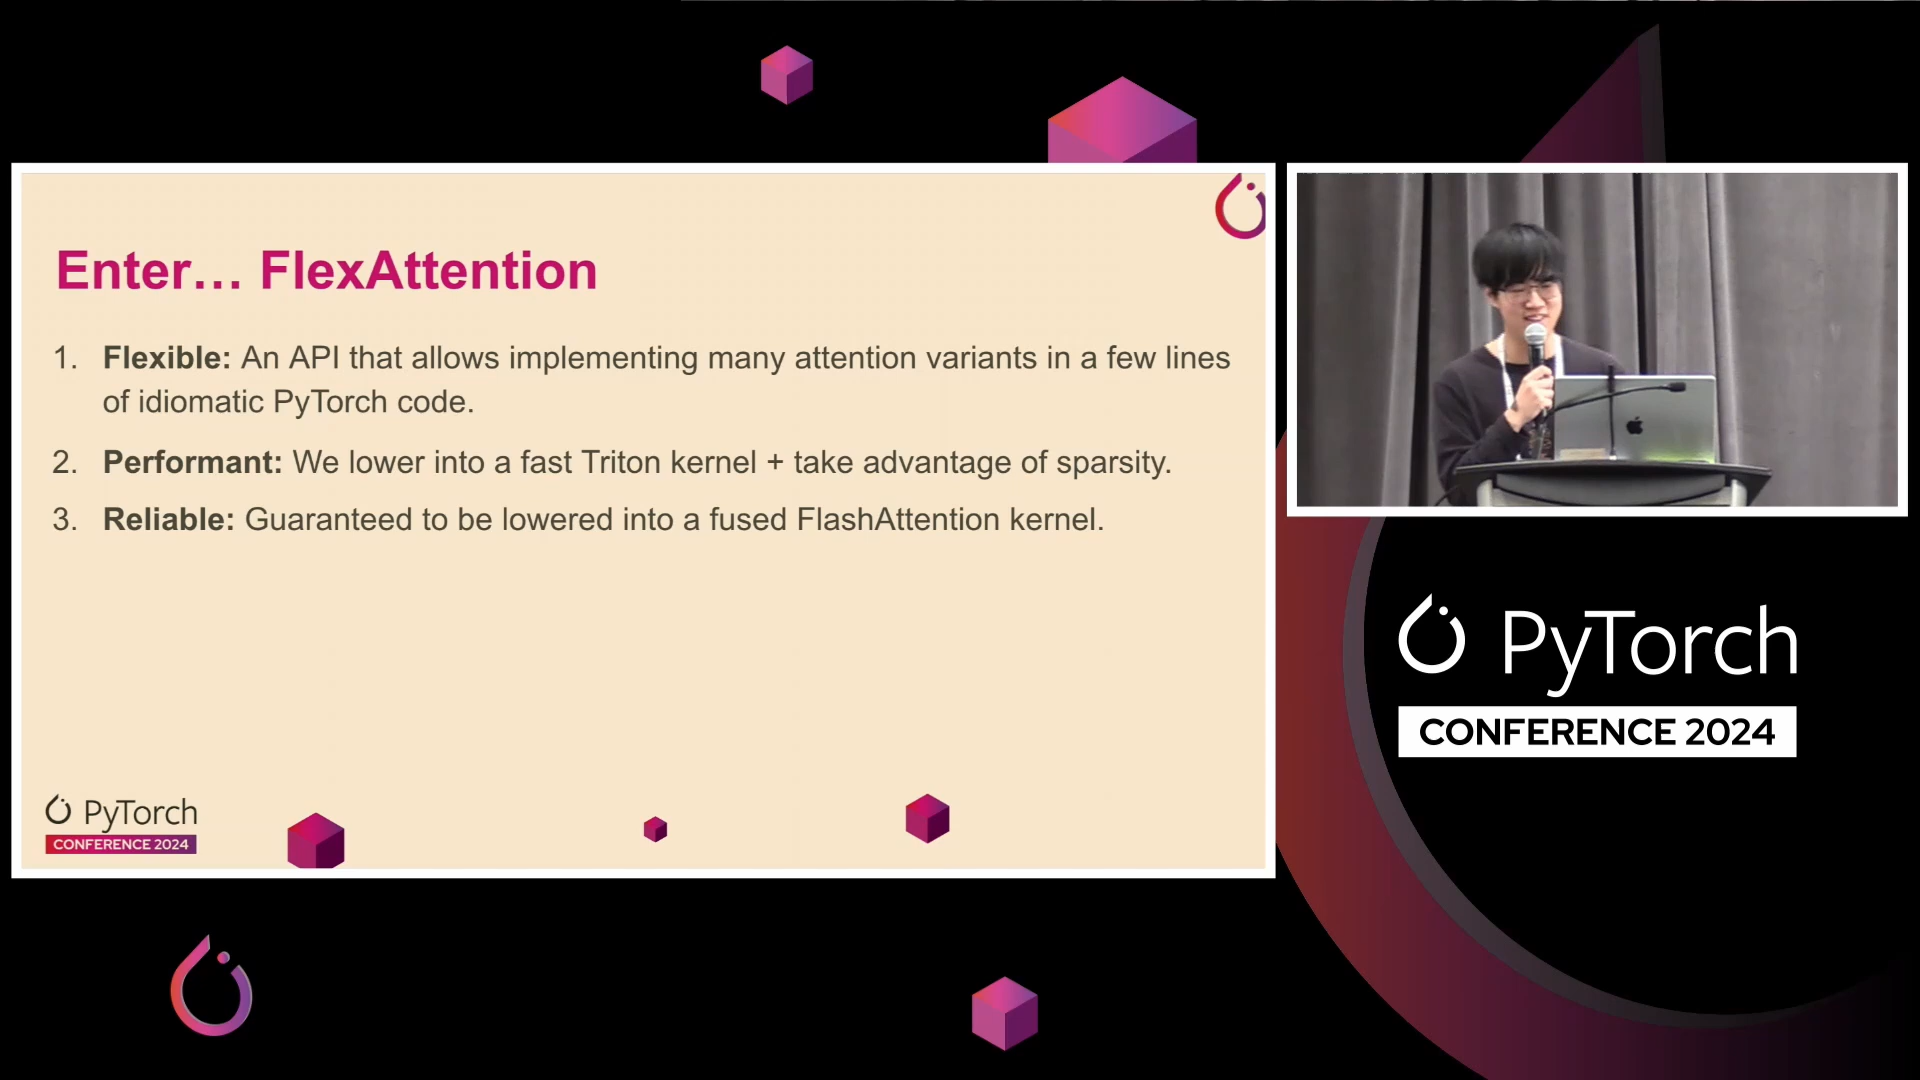 Enter… FlexAttention
1. Flexible: An API that allows implementing many attention variants in a few lines
of idiomatic PyTorch code.
2. Performant: We lower into a fast Triton kernel + take advantage of sparsity.
3. Reliable: Guaranteed to be lowered into a fused FlashAttention kernel.
PyTorch
CONFERENCE 2024
PyTorch
CONFERENCE 2024